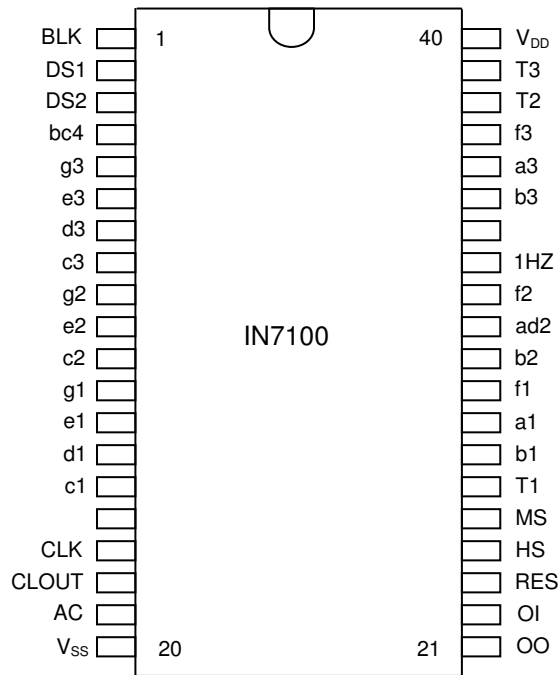 BLK 1 40 VDD
DS1 T3
DS2 T2
bc4 f3
g3 a3
e3 b3
d3
c3 1HZ
g2 f2
e2 IN7100 ad2
c2 b2
g1 f1
e1 a1
d1 b1
c1 T1
MS
CLK HS
CLOUT RES
AC OI
VSS 20 21 OO